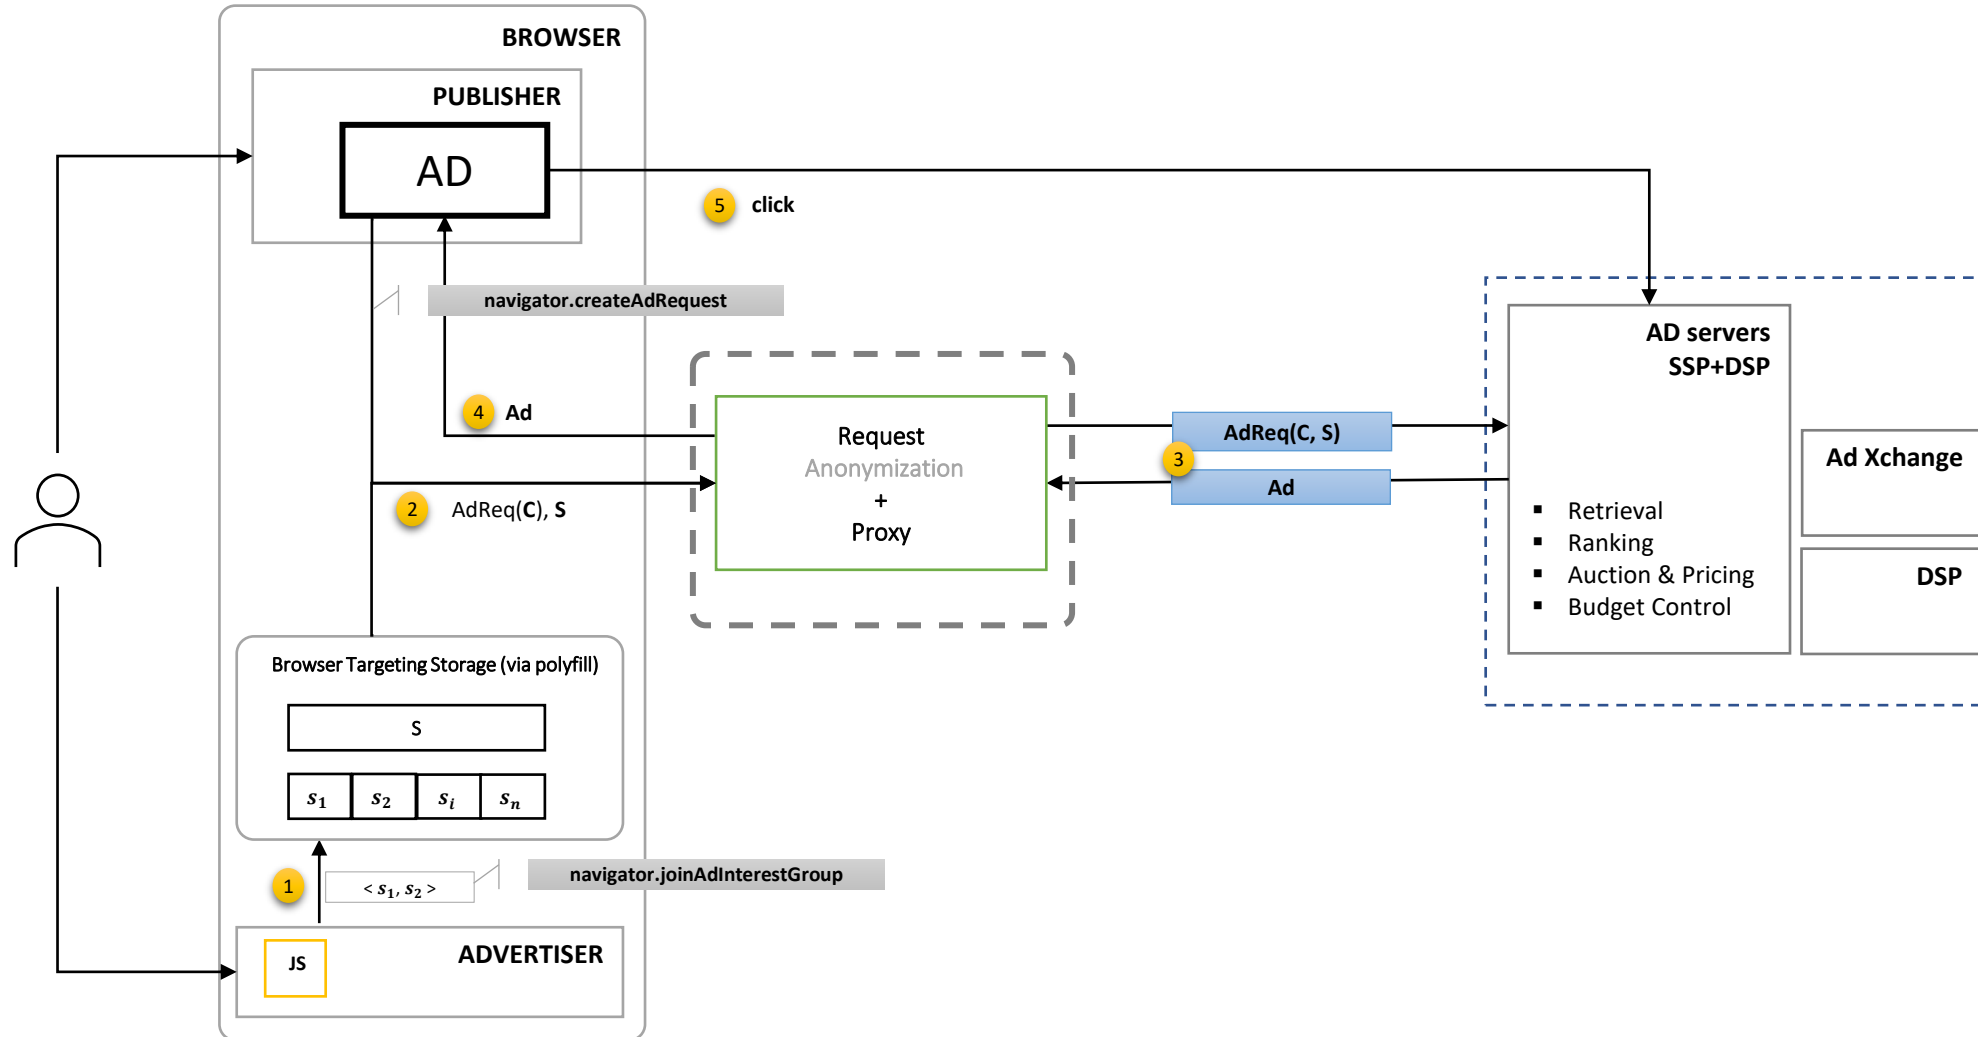 BROWSER
PUBLISHER
AD
5 click
navigator.createAdRequest
AD servers
SSP+DSP
4 Ad
Request
Anonymization
+
Proxy
AdReq(C, S)
3
Ad
Ad Xchange
2 AdReq(C), S
▪ Retrieval
▪ Ranking
▪ Auction & Pricing
▪ Budget Control
DSP
Browser Targeting Storage (via polyfill)
S
s₁ s₂ sᵢ sₙ
navigator.joinAdInterestGroup
1 < s₁, s₂ >
JS
ADVERTISER